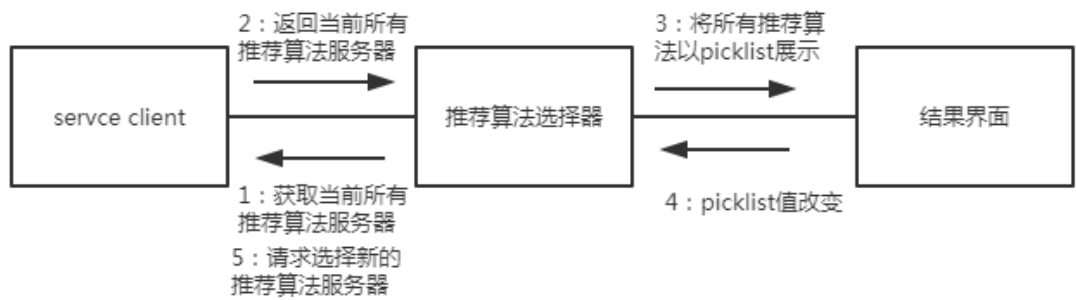 2：返回当前所有
推荐算法服务器
3：将所有推荐算
法以picklist展示
servce client
推荐算法选择器
结果界面
1：获取当前所有
推荐算法服务器
4：picklist值改变
5：请求选择新的
推荐算法服务器